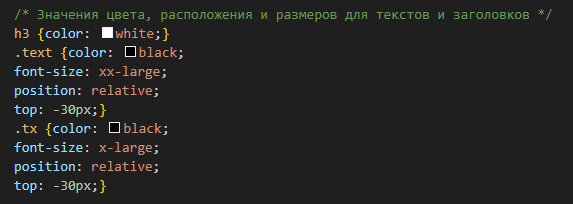 /* Значения цвета, расположения и размеров для текстов и заголовков */
h3 {color: white;}
.text {color: black;
font-size: xx-large;
position: relative;
top: -30px;}
.tx {color: black;
font-size: x-large;
position: relative;
top: -30px;}